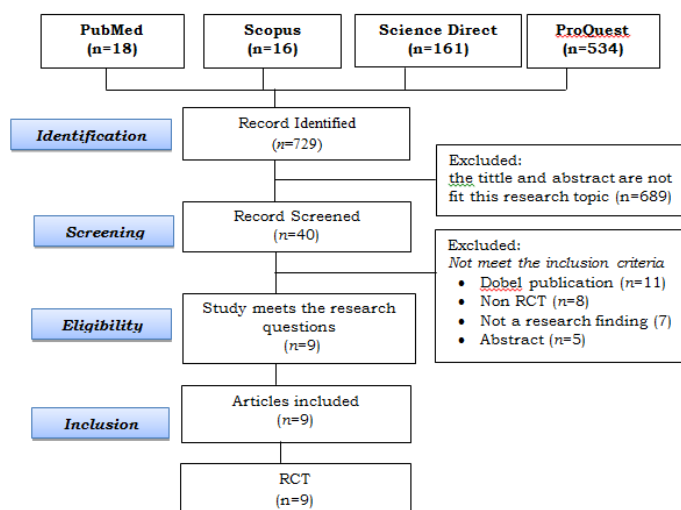 PubMed
(n=18)
Scopus
(n=16)
Science Direct
(n=161)
ProQuest
(n=534)
Identification
Record Identified
(n=729)
Excluded:
the tittle and abstract are not
fit this research topic (n=689)
Screening
Record Screened
(n=40)
Excluded:
Not meet the inclusion criteria
• Dobel publication (n=11)
• Non RCT (n=8)
• Not a research finding (7)
• Abstract (n=5)
Eligibility
Study meets the research
questions
(n=9)
Inclusion
Articles included
(n=9)
RCT
(n=9)